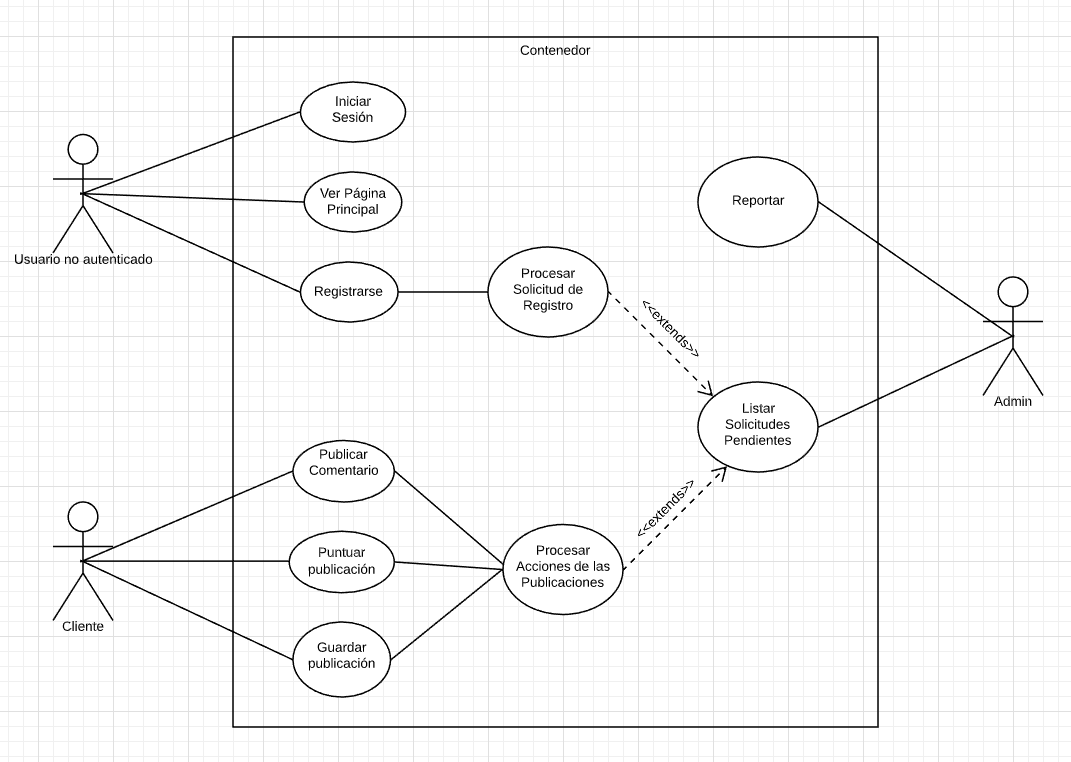 Contenedor
Iniciar
Sesión
Ver Página
Principal
Reportar
Usuario no autenticado
Registrarse
Procesar
Solicitud de
Registro
<<extends>>
Admin
Listar
Solicitudes
Pendientes
Publicar
Comentario
<<extends>>
Puntuar
publicación
Procesar
Acciones de las
Publicaciones
Cliente
Guardar
publicación